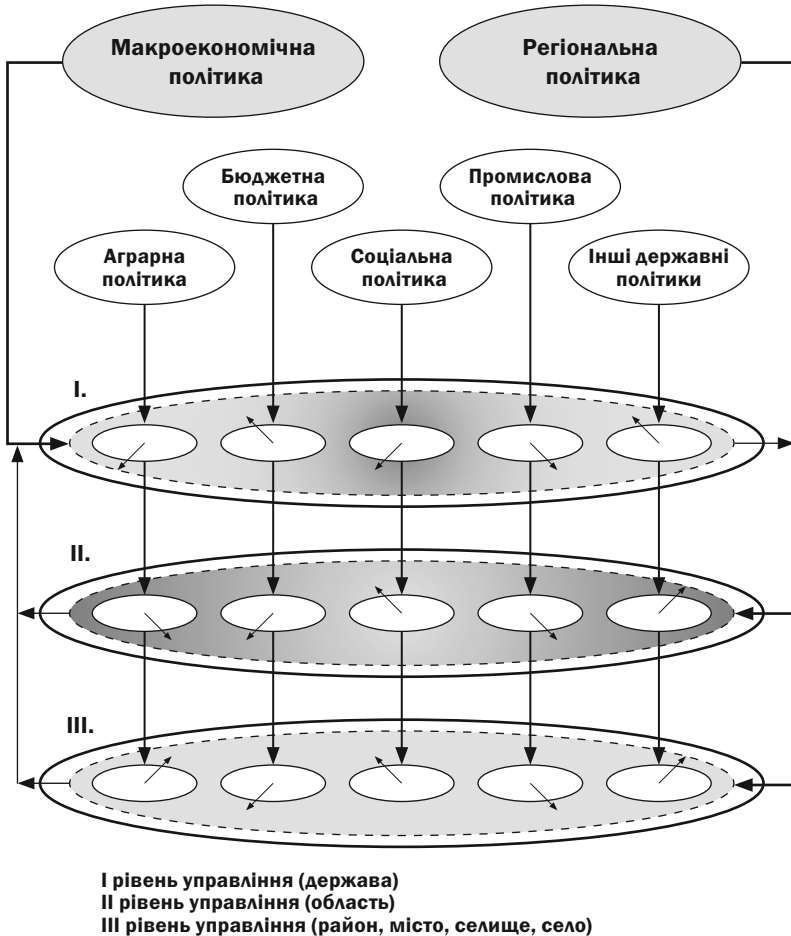 Макроекономічна
політика
Регіональна
політика
Бюджетна
політика
Промислова
політика
Аграрна
політика
Соціальна
політика
Інші державні
політики
I.
II.
III.
I рівень управління (держава)
II рівень управління (область)
III рівень управління (район, місто, селище, село)